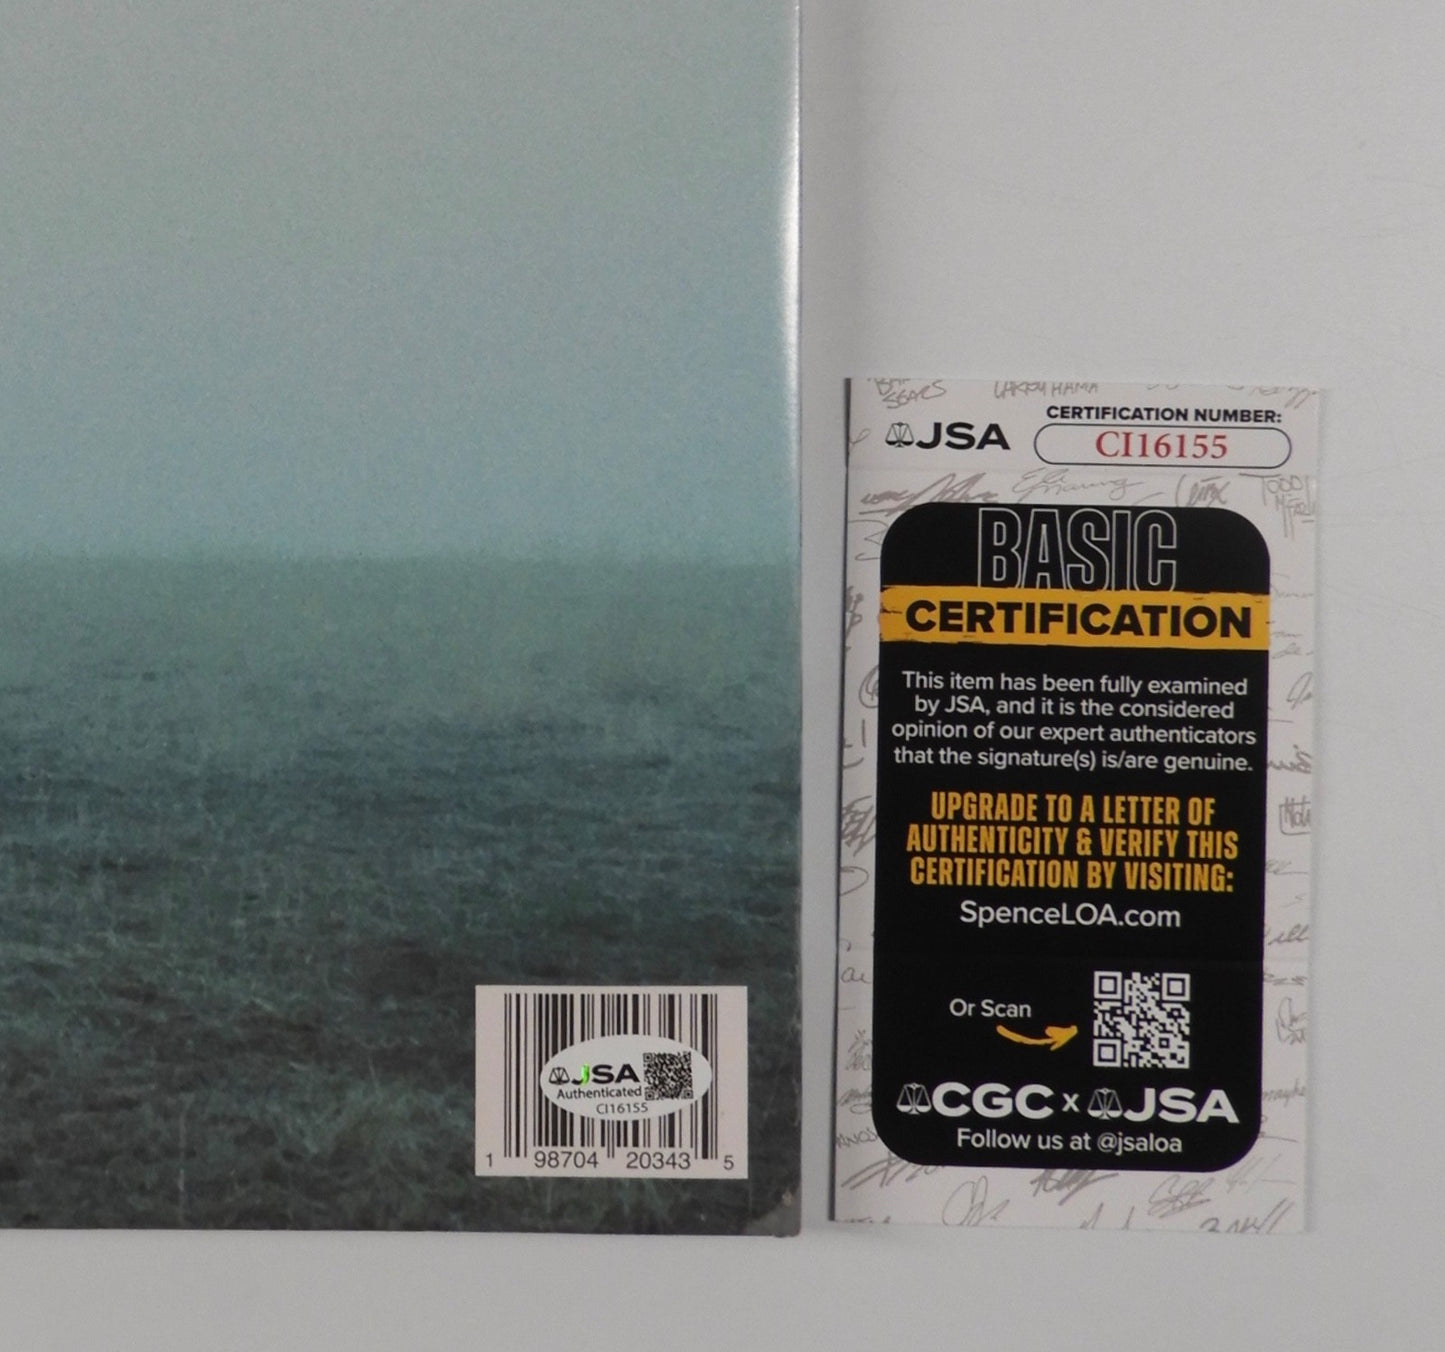 CERTIFICATION NUMBER:
JSA
CI16155
BASIC
CERTIFICATION
This item has been fully examined
by JSA, and it is the considered
opinion of our expert authenticators
that the signature(s) is/are genuine.
UPGRADE TO A LETTER OF
AUTHENTICITY & VERIFY THIS
CERTIFICATION BY VISITING:
SpenceLOA.com
Or Scan
CGC x JSA
Follow us at @jsaloa
JSA
Authenticated
CI16155
1 98704 20343 5